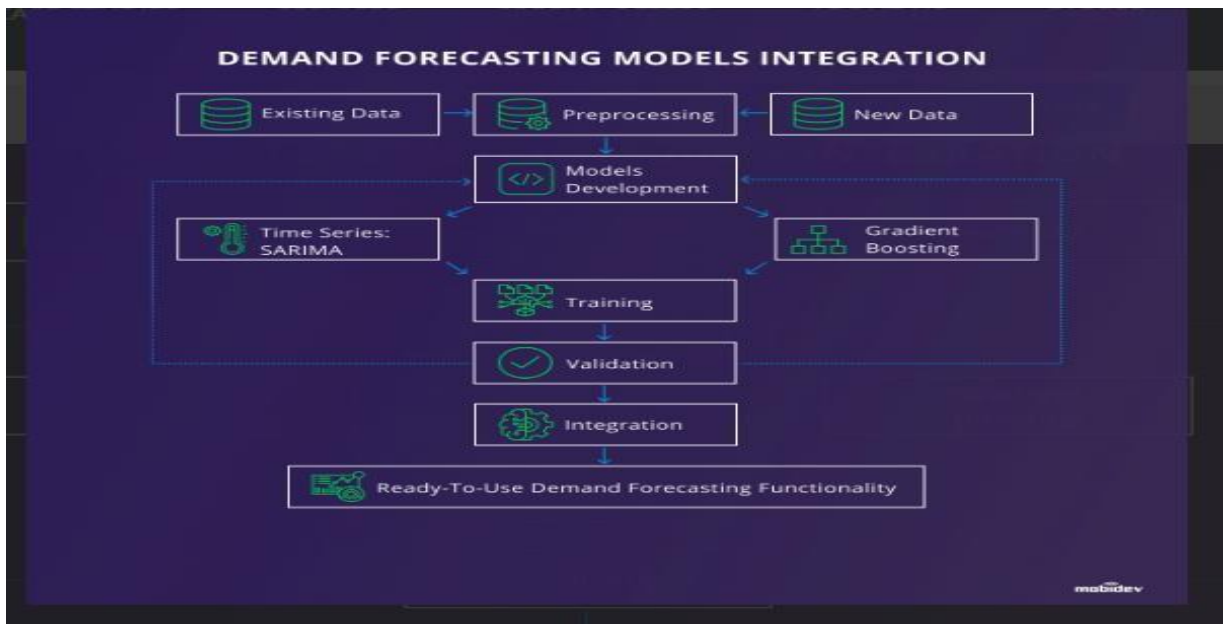 DEMAND FORECASTING MODELS INTEGRATION
Existing Data
Preprocessing
New Data
</>
Models
Development
Time Series:
SARIMA
Gradient
Boosting
Training
Validation
Integration
Ready-To-Use Demand Forecasting Functionality
mobidev